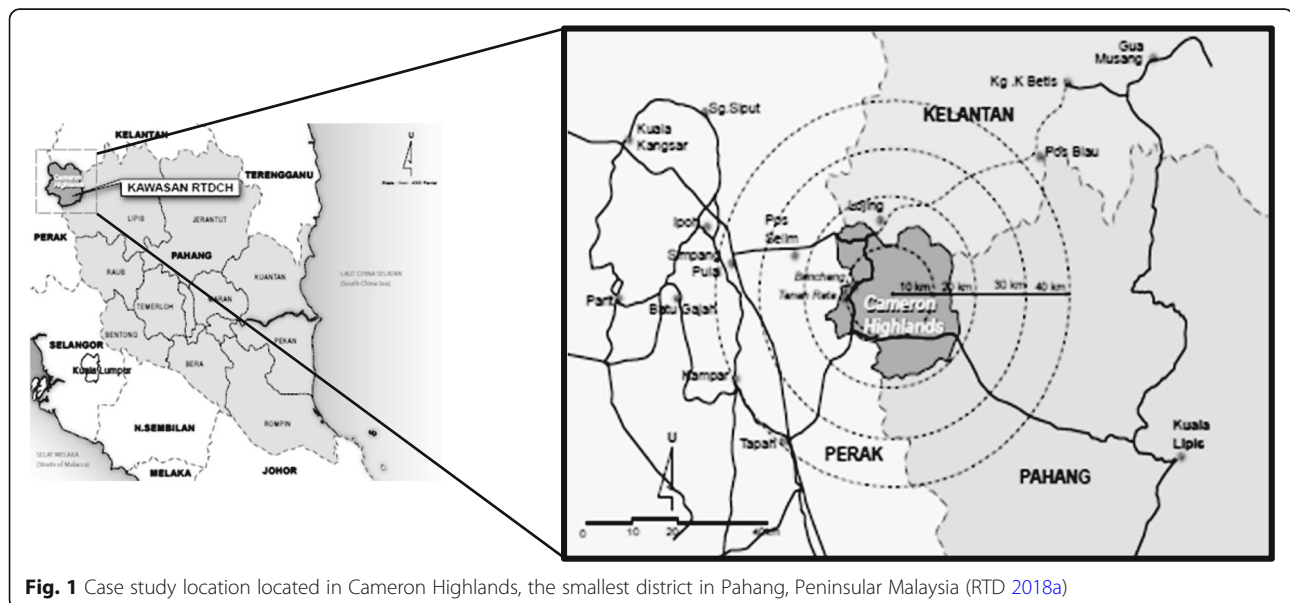 KELANTAN
U
TERENGGANU
Cameron
Highlands
KAWASAN RTDCH
LIPIS
JERANTUT
PERAK
PAHANG
RAUB
KUANTAN
LAUT CHINA SELATAN
(South China Sea)
TEMERLOH
MARAN
BENTONG
PEKAN
SELANGOR
BERA
Kuala Lumpur
N.SEMBILAN
ROMPIN
SELAT MELAKA
(Straits of Malacca)
MELAKA
JOHOR
Gua
Musang
Kg .K Betis
Sg.Siput
KELANTAN
Kuala
Kangsar
Pos Blau
Lojing
Ipoh
Pos
Selim
Simpang
Pulai
Brinchang
Tanah Rata
10 km
20 km
30 km
40 km
Parit
Batu Gajah
Cameron
Highlands
Kampar
U
Tapah
PERAK
Kuala
Lipis
PAHANG
0
10
20
40km
Fig. 1 Case study location located in Cameron Highlands, the smallest district in Pahang, Peninsular Malaysia (RTD 2018a)